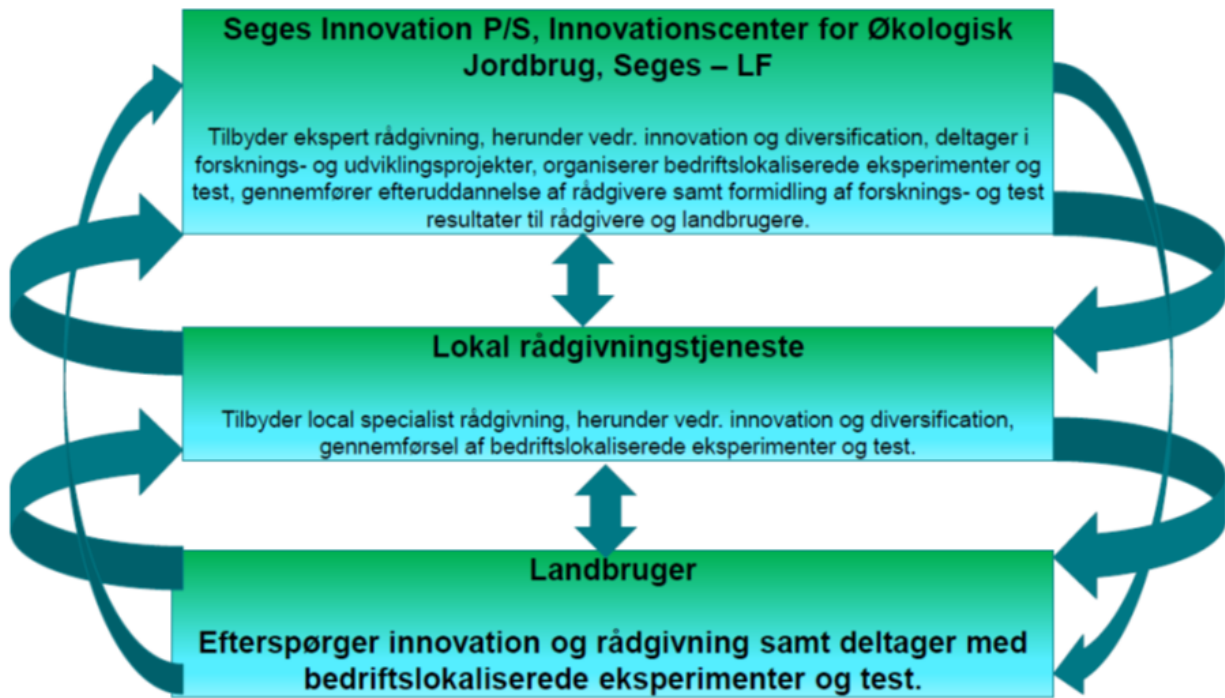 Seges Innovation P/S, Innovationscenter for Økologisk
Jordbrug, Seges – LF
Tilbyder ekspert rådgivning, herunder vedr. innovation og diversification, deltager i
forsknings- og udviklingsprojekter, organiserer bedriftslokaliserede eksperimenter og
test, gennemfører efteruddannelse af rådgivere samt formidling af forsknings- og test
resultater til rådgivere og landbrugere.
Lokal rådgivningstjeneste
Tilbyder local specialist rådgivning, herunder vedr. innovation og diversification,
gennemførsel af bedriftslokaliserede eksperimenter og test.
Landbruger
Efterspørger innovation og rådgivning samt deltager med
bedriftslokaliserede eksperimenter og test.